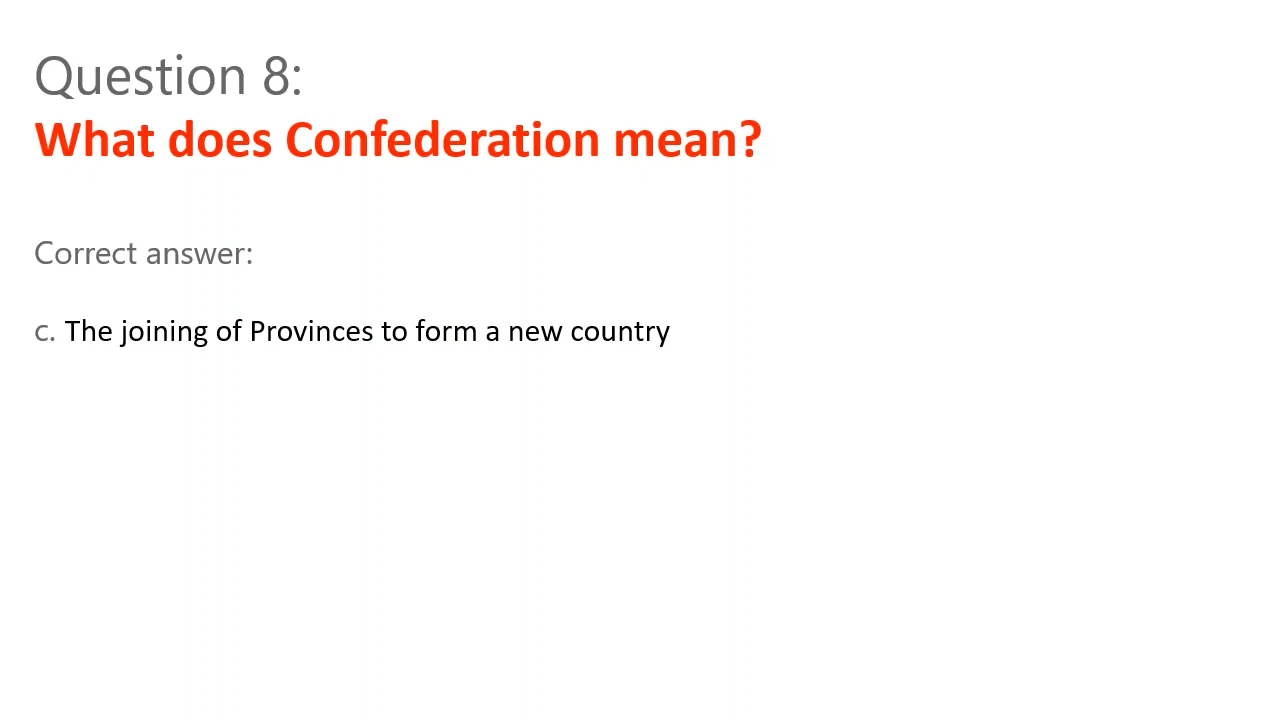 Question 8:
What does Confederation mean?
Correct answer:
c. The joining of Provinces to form a new country